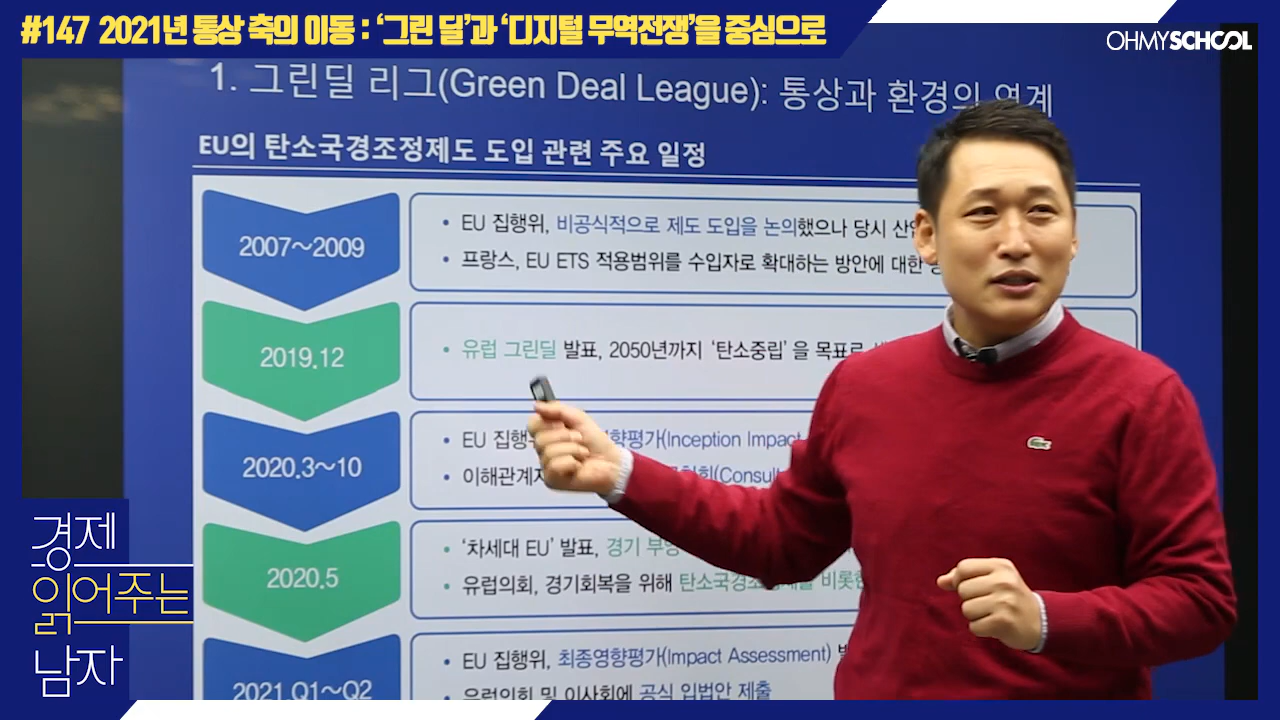 #147 2021년 통상 축의 이동 : ‘그린 딜’과 ‘디지털 무역전쟁’을 중심으로
OHMYSCHOOL
1. 그린딜 리그(Green Deal League): 통상과 환경의 연계
EU의 탄소국경조정제도 도입 관련 주요 일정
2007~2009
• EU 집행위, 비공식적으로 제도 도입을 논의했으나 당시
• 프랑스, EU ETS 적용범위를 수입자로 확대하는 방안에 대한
2019.12
• 유럽 그린딜 발표, 2050년까지 ‘탄소중립’을 목표로
2020.3~10
• EU 집행위 (Inception Impact
• 이해관계자 (Consult
2020.5
• ‘차세대 EU’ 발표, 경기
• 유럽의회, 경기회복을 위해 탄소국경조정제를 비롯한
2021.Q1~Q2
• EU 집행위, 최종영향평가(Impact Assessment)
• 유럽의회 및 이사회에 공식 입법안 제출
경제
읽어주는
남자